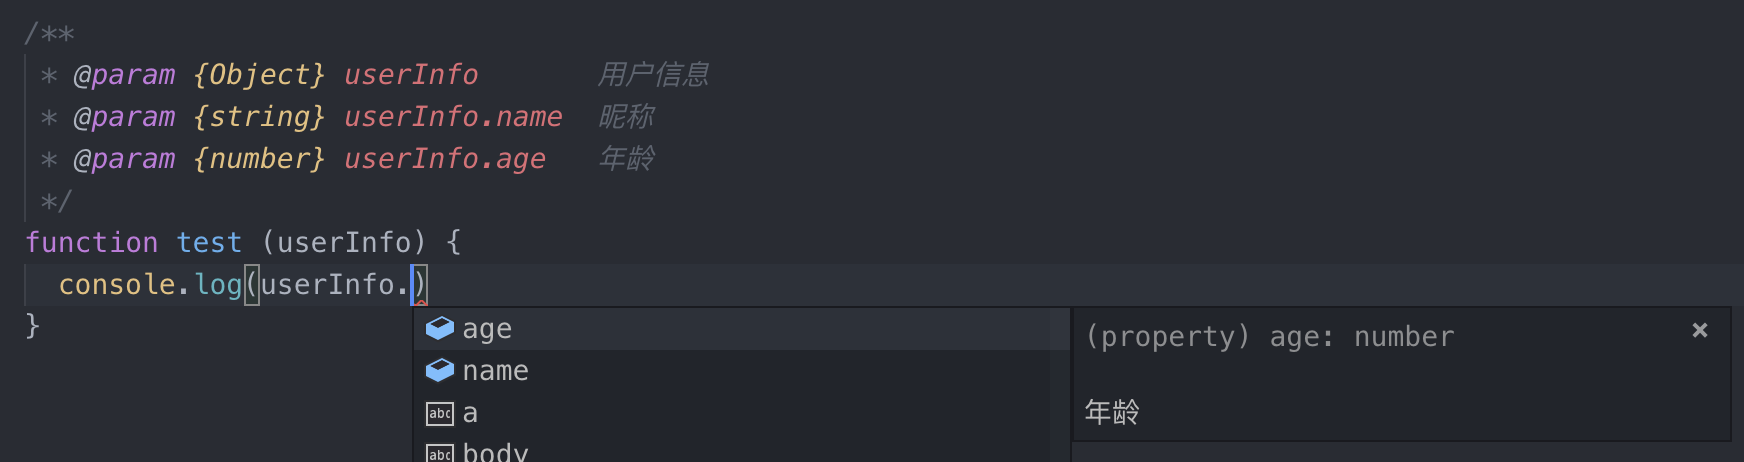 /**
 * @param {Object} userInfo 用户信息
 * @param {string} userInfo.name 昵称
 * @param {number} userInfo.age 年龄
 */
function test (userInfo) {
  console.log(userInfo.)
}
age
name
abc a
abc body
(property) age: number ×
年龄